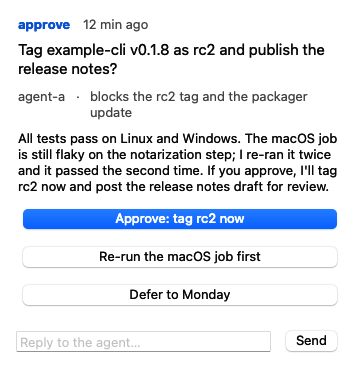 approve 12 min ago
Tag example-cli v0.1.8 as rc2 and publish the
release notes?
agent-a · blocks the rc2 tag and the packager
update
All tests pass on Linux and Windows. The macOS job
is still flaky on the notarization step; I re-ran it twice
and it passed the second time. If you approve, I'll tag
rc2 now and post the release notes draft for review.
Approve: tag rc2 now
Re-run the macOS job first
Defer to Monday
Reply to the agent... Send